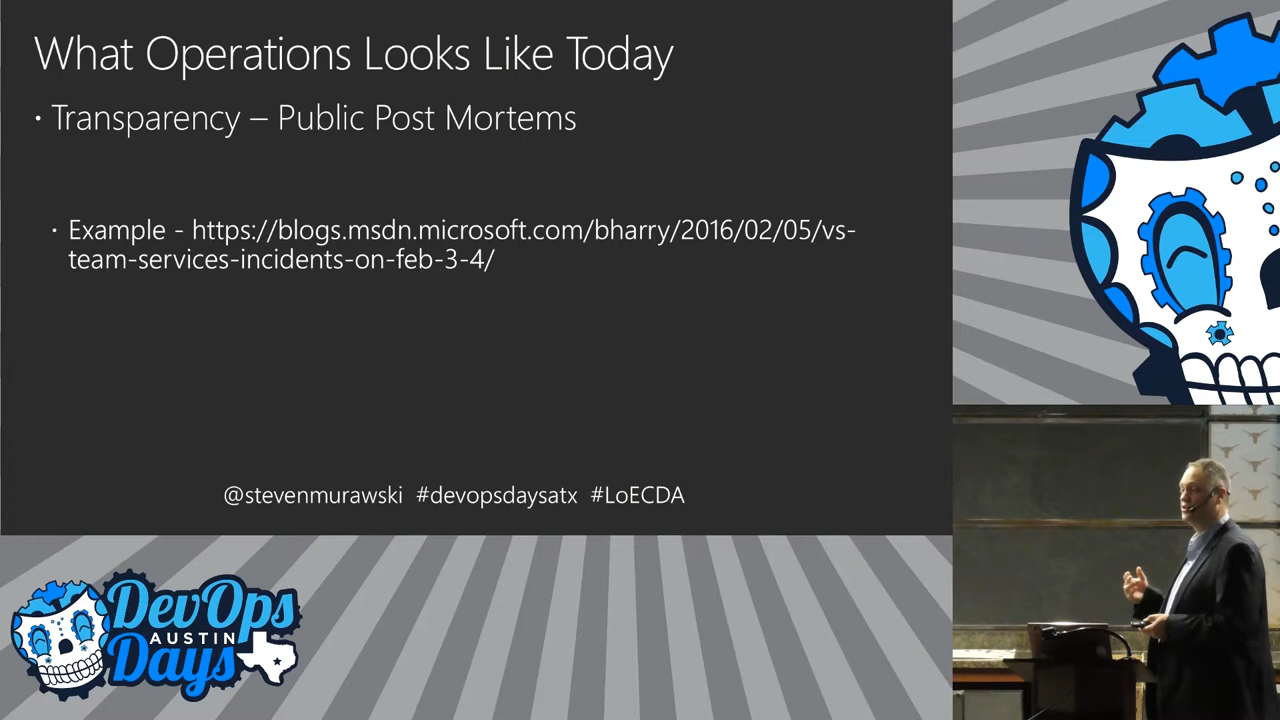 What Operations Looks Like Today
• Transparency – Public Post Mortems
• Example - https://blogs.msdn.microsoft.com/bharry/2016/02/05/vs-
team-services-incidents-on-feb-3-4/
@stevenmurawski #devopsdaysatx #LoECDA
DevOps
AUSTIN
Days